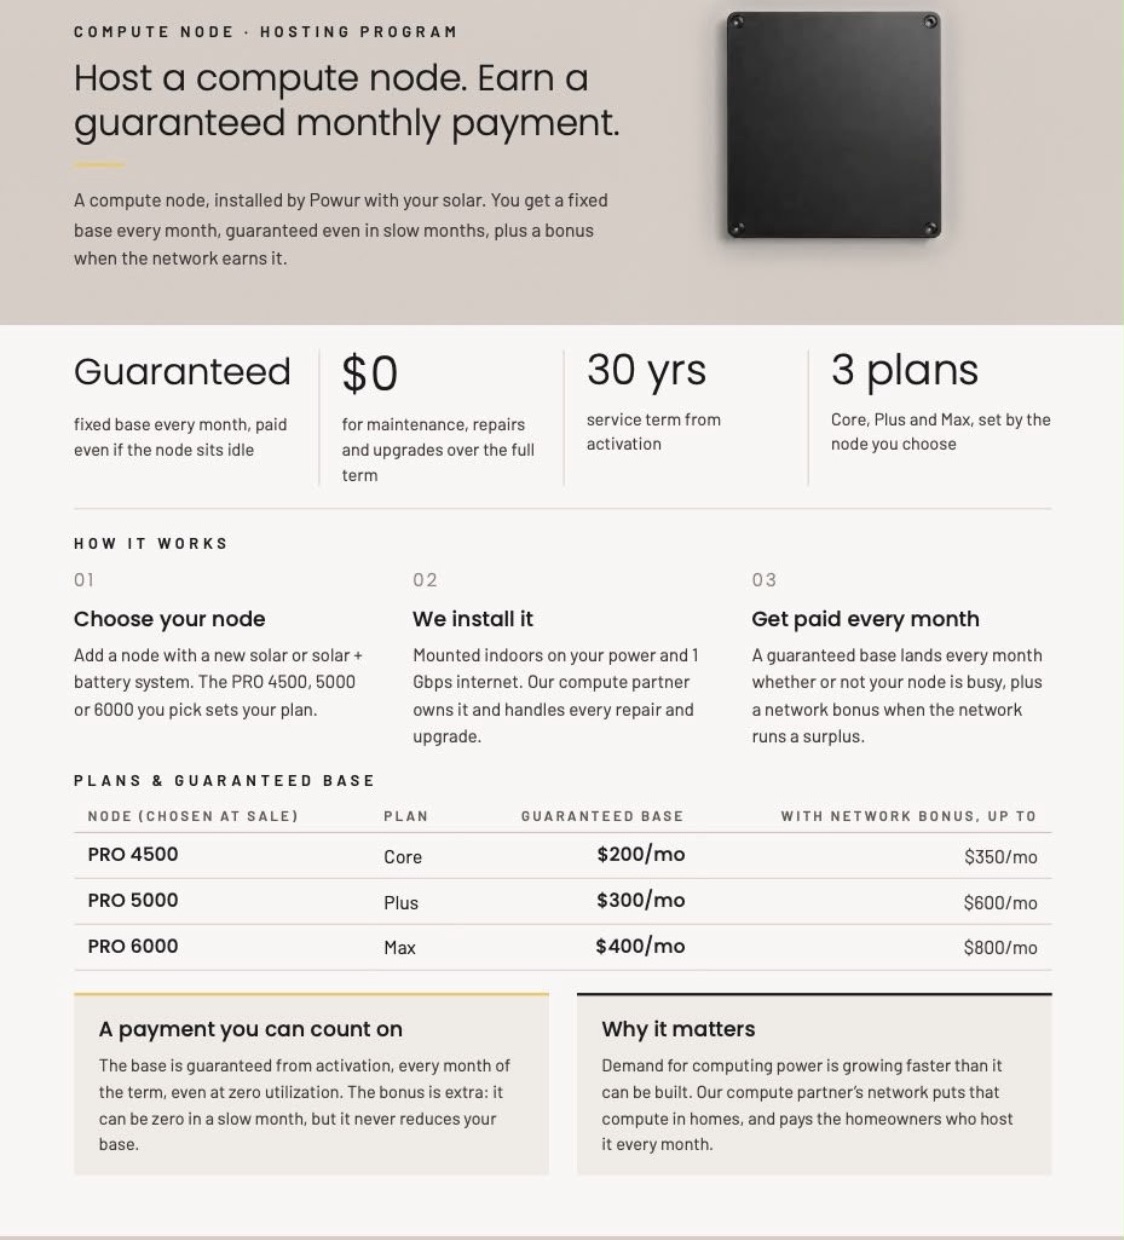 COMPUTE NODE · HOSTING PROGRAM
Host a compute node. Earn a
guaranteed monthly payment.
A compute node, installed by Powur with your solar. You get a fixed
base every month, guaranteed even in slow months, plus a bonus
when the network earns it.
Guaranteed
fixed base every month, paid
even if the node sits idle
$0
for maintenance, repairs
and upgrades over the full
term
30 yrs
service term from
activation
3 plans
Core, Plus and Max, set by the
node you choose
HOW IT WORKS
01
Choose your node
Add a node with a new solar or solar +
battery system. The PRO 4500, 5000
or 6000 you pick sets your plan.
02
We install it
Mounted indoors on your power and 1
Gbps internet. Our compute partner
owns it and handles every repair and
upgrade.
03
Get paid every month
A guaranteed base lands every month
whether or not your node is busy, plus
a network bonus when the network
runs a surplus.
PLANS & GUARANTEED BASE
NODE (CHOSEN AT SALE) PLAN GUARANTEED BASE WITH NETWORK BONUS, UP TO
PRO 4500 Core $200/mo $350/mo
PRO 5000 Plus $300/mo $600/mo
PRO 6000 Max $400/mo $800/mo
A payment you can count on
The base is guaranteed from activation, every month of
the term, even at zero utilization. The bonus is extra: it
can be zero in a slow month, but it never reduces your
base.
Why it matters
Demand for computing power is growing faster than it
can be built. Our compute partner’s network puts that
compute in homes, and pays the homeowners who host
it every month.